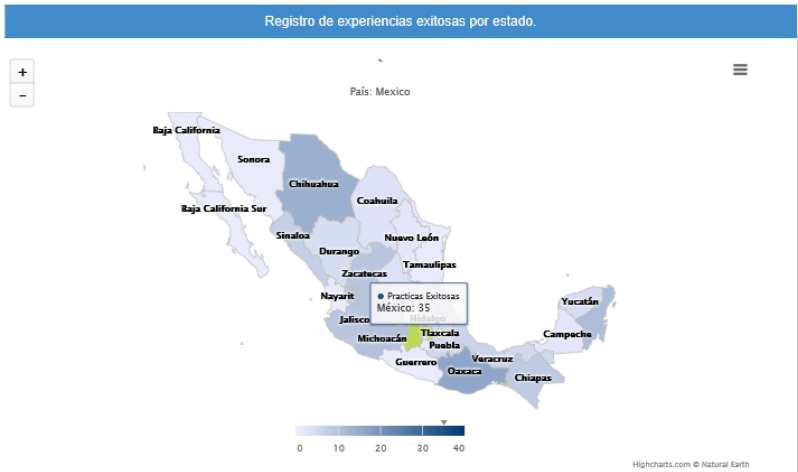 Registro de experiencias exitosas por estado.
+
−
País: Mexico
Baja California
Sonora
Chihuahua
Coahuila
Baja California Sur
Sinaloa
Nuevo León
Durango
Tamaulipas
Zacatecas
Nayarit
● Practicas Exitosas
México: 35
Yucatán
Hidalgo
Jalisco
Tlaxcala
Campeche
Michoacán
Puebla
Veracruz
Guerrero
Oaxaca
Chiapas
0 10 20 30 40
Highcharts.com © Natural Earth